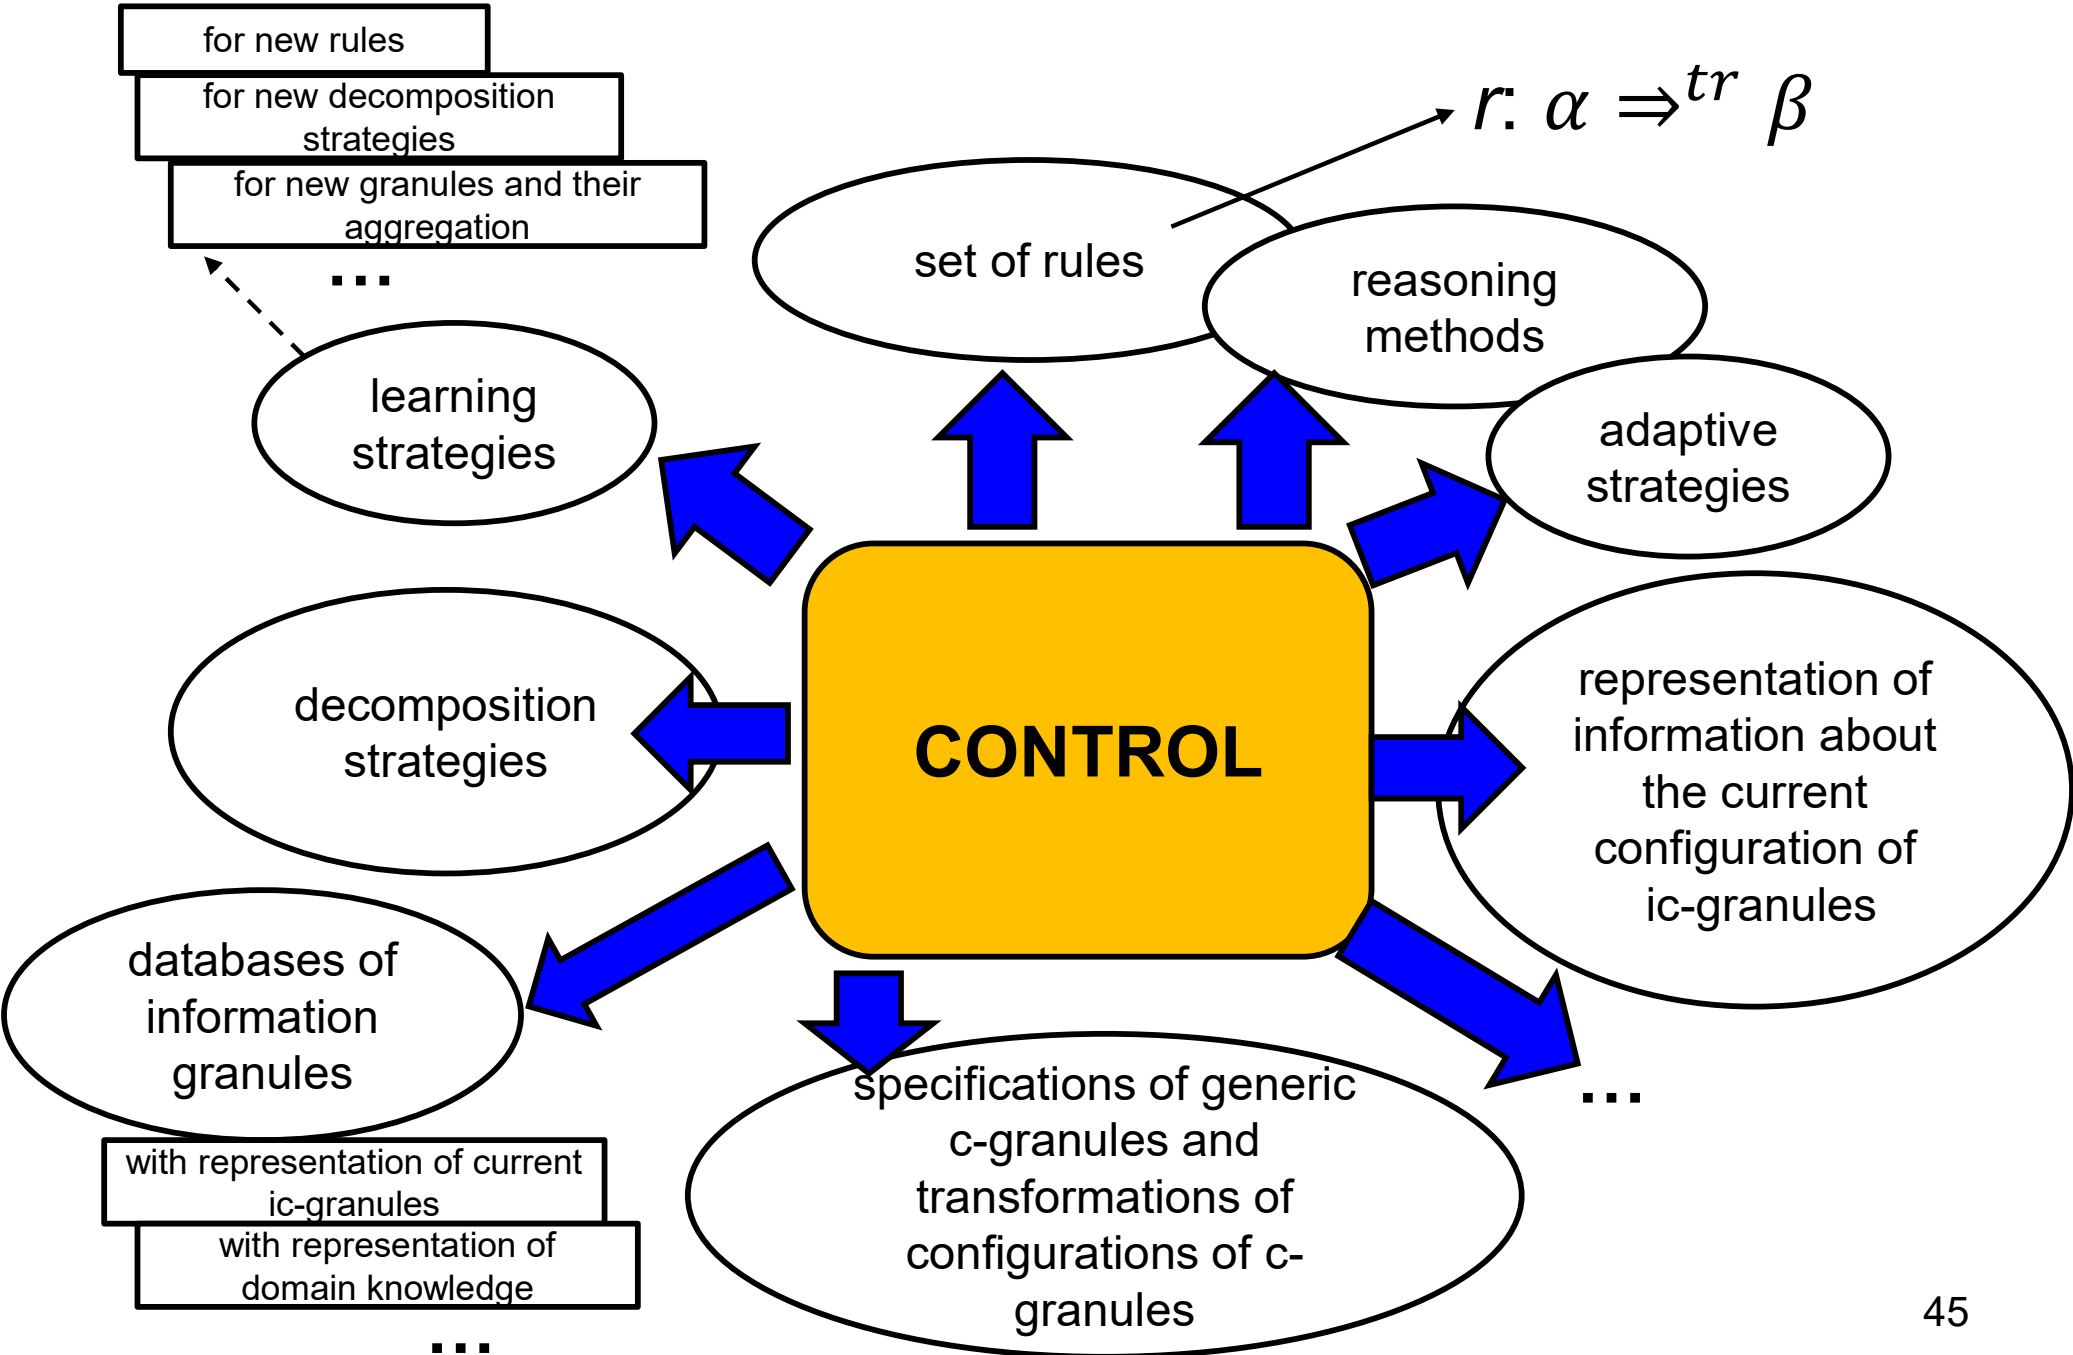 for new rules
for new decomposition
strategies
for new granules and their
aggregation
...
r: α ⇒^{tr} β
set of rules
reasoning
methods
adaptive
strategies
learning
strategies
decomposition
strategies
CONTROL
representation of
information about
the current
configuration of
ic-granules
databases of
information
granules
with representation of current
ic-granules
with representation of
domain knowledge
...
specifications of generic
c-granules and
transformations of
configurations of c-
granules
...
45